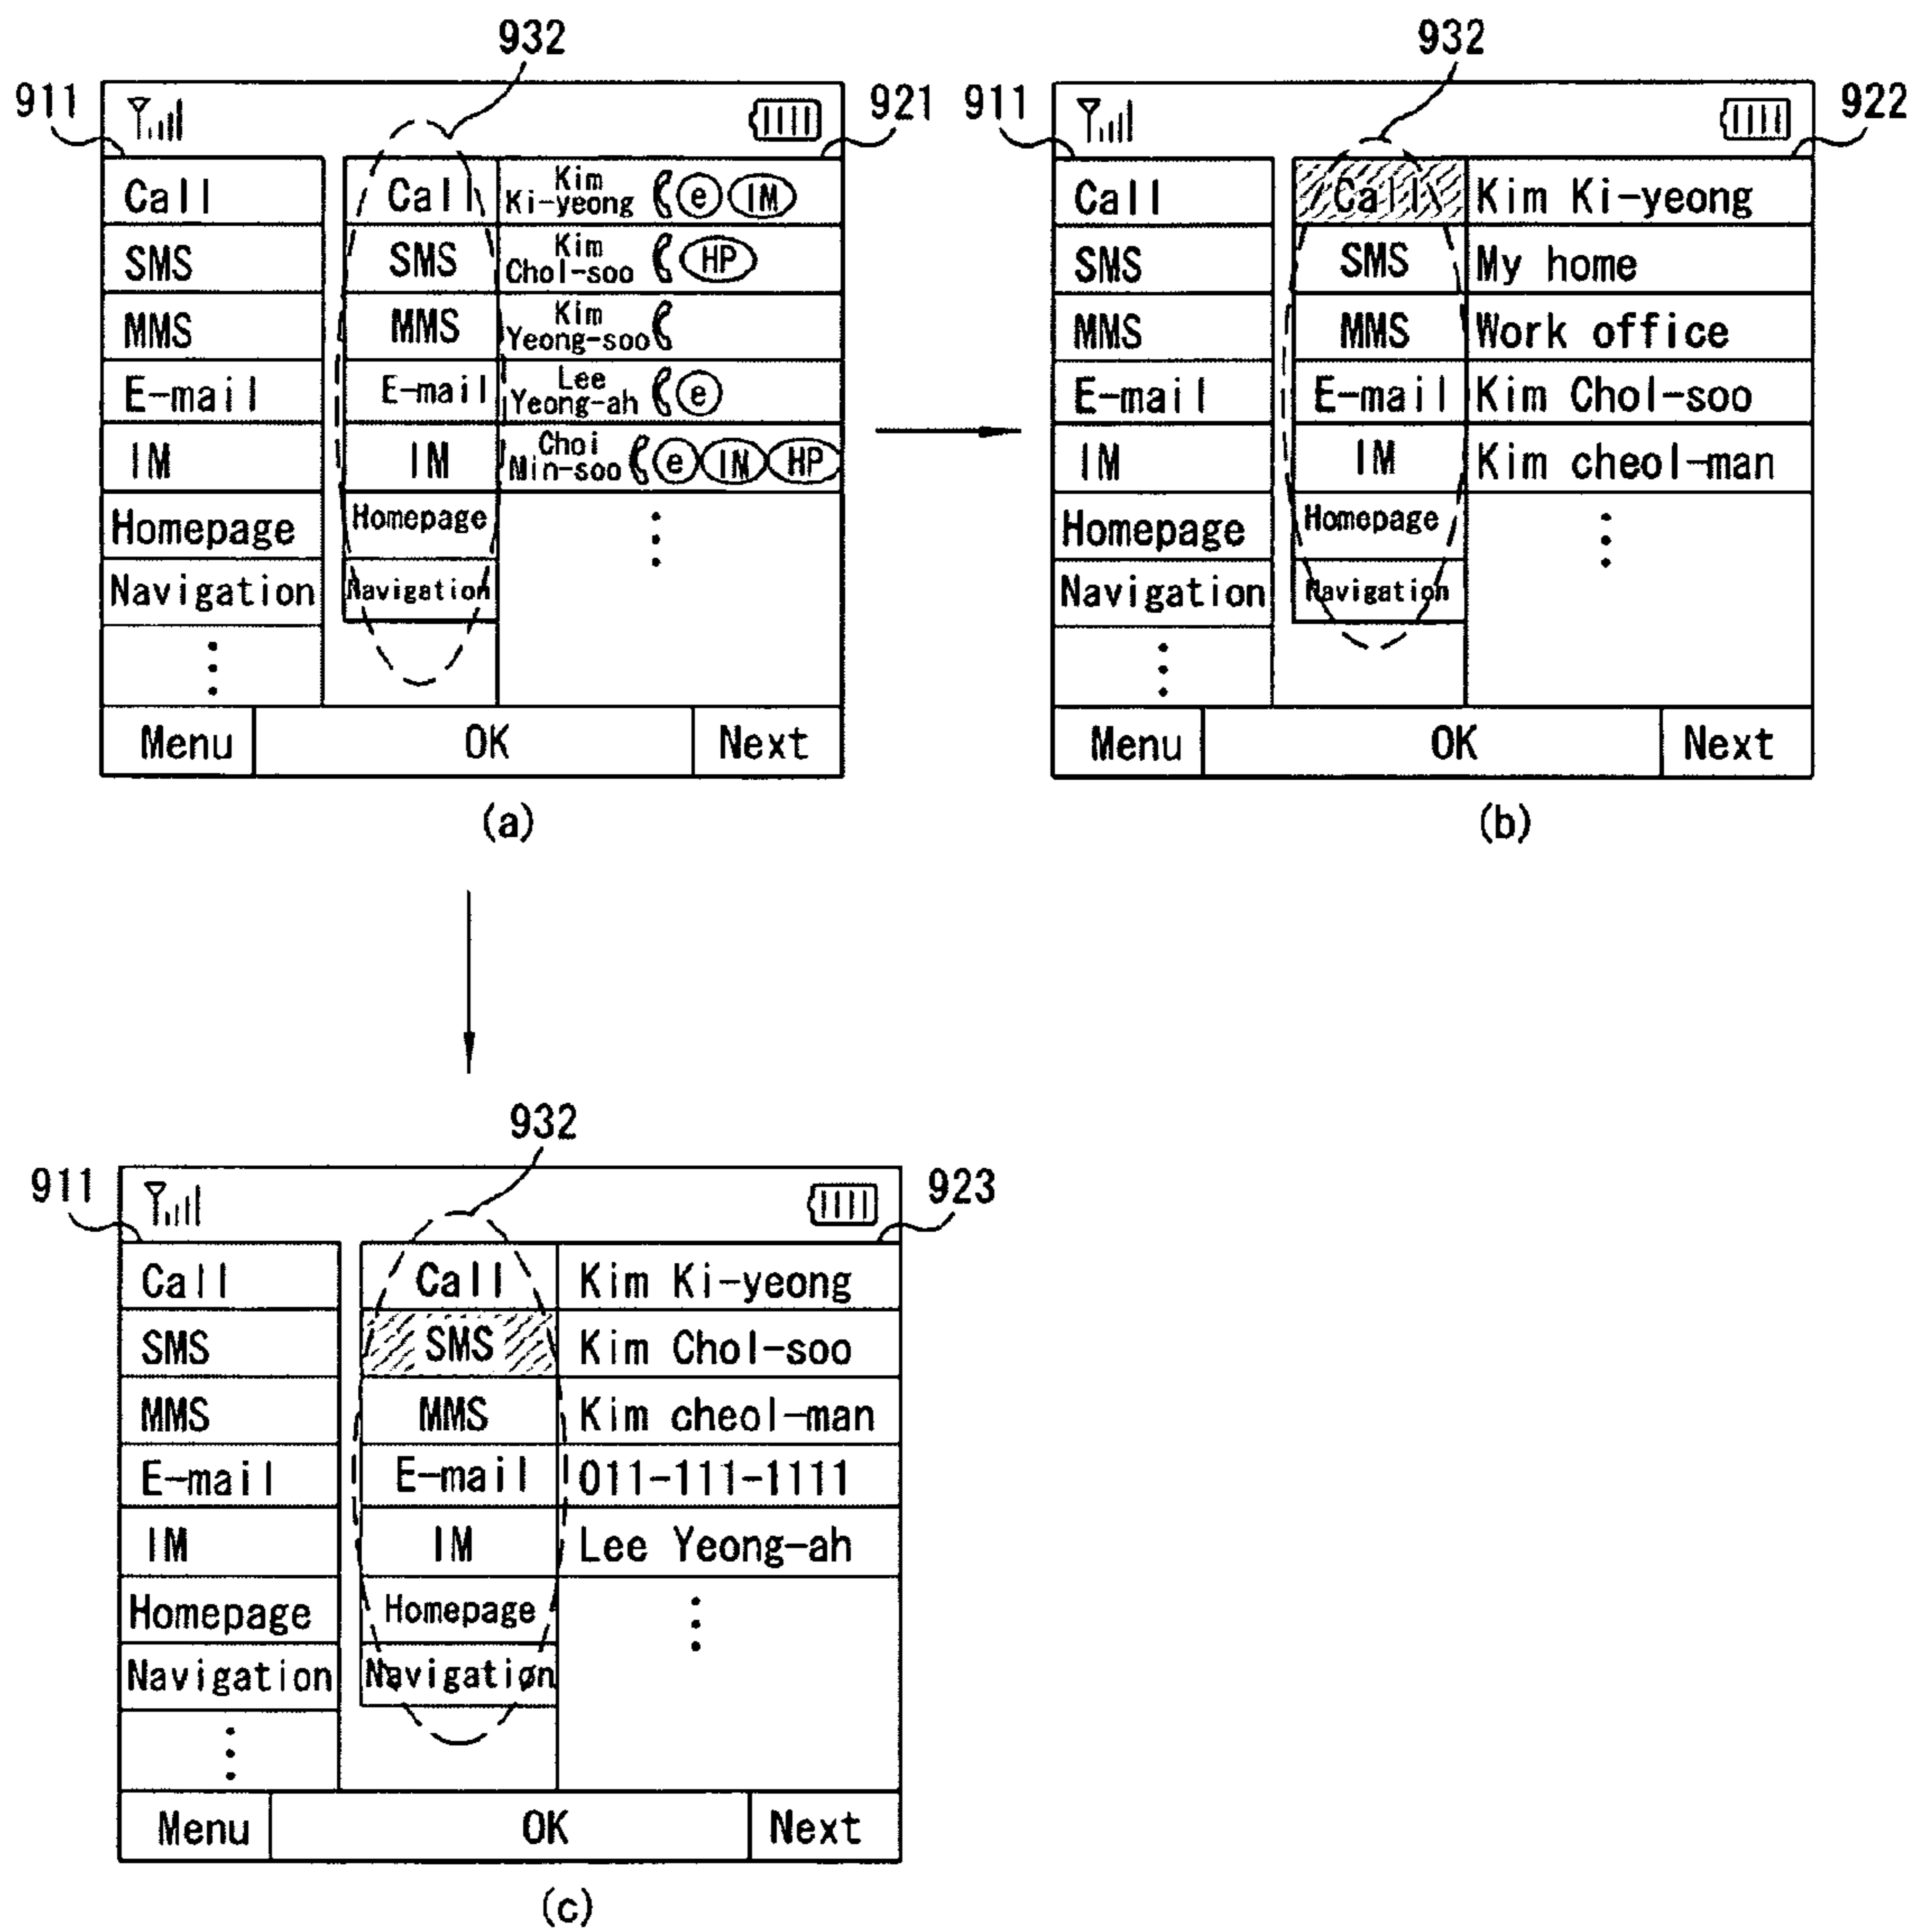 932
911
921
Call
SMS
MMS
E-mail
IM
Homepage
Navigation
Call
SMS
MMS
E-mail
IM
Homepage
Navigation
Kim
Ki-yeong e IM
Kim
Chol-soo HP
Kim
Yeong-soo
Lee
Yeong-ah e
Choi
Min-soo e IM HP
Menu OK Next
(a)
932
911
922
Call
SMS
MMS
E-mail
IM
Homepage
Navigation
Call
SMS
MMS
E-mail
IM
Homepage
Navigation
Kim Ki-yeong
My home
Work office
Kim Chol-soo
Kim cheol-man
Menu OK Next
(b)
932
911
923
Call
SMS
MMS
E-mail
IM
Homepage
Navigation
Call
SMS
MMS
E-mail
IM
Homepage
Navigation
Kim Ki-yeong
Kim Chol-soo
Kim cheol-man
011-111-1111
Lee Yeong-ah
Menu OK Next
(c)